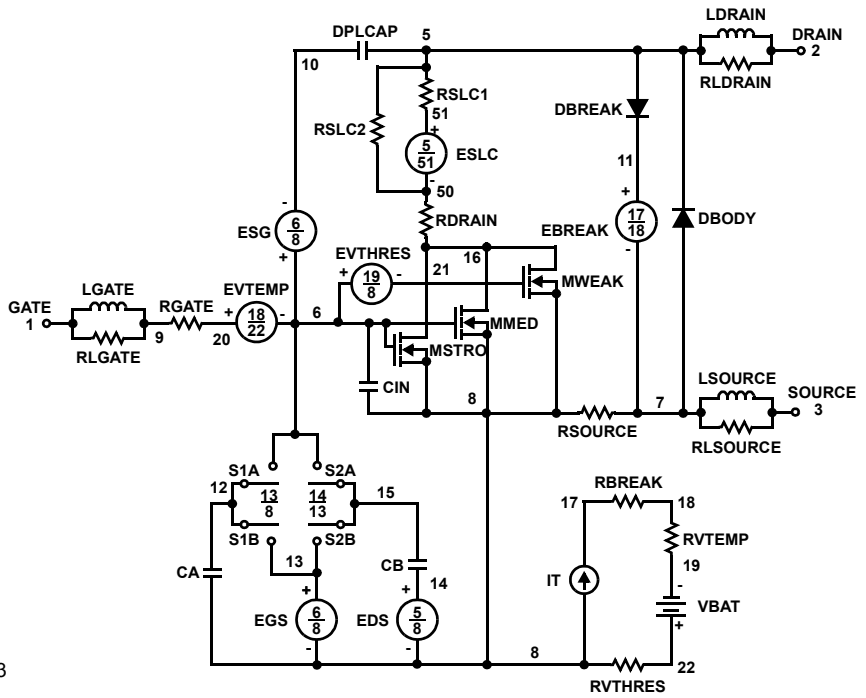 LDRAIN
DPLCAP 5 DRAIN
2
10
RLDRAIN
RSLC1
51
DBREAK
RSLC2
+
5
51
ESLC
-
11
50
-
+
RDRAIN
17
18
DBODY
ESG 6
8
EBREAK
+
EVTHRES
16
-
+ 19
8
- 21
MWEAK
LGATE EVTEMP
GATE
1
RGATE
+ 18
22
- 6
MMED
9 20
RLGATE
MSTRO
LSOURCE
CIN
8 7 SOURCE
3
RSOURCE
RLSOURCE
S1A S2A
12 13
8
14
13
15
RBREAK
17 18
S1B S2B
RVTEMP
13
CA CB 19
14
IT
-
+ +
VBAT
EGS 6
8
EDS 5
8
+
- -
8 22
RVTHRES
3